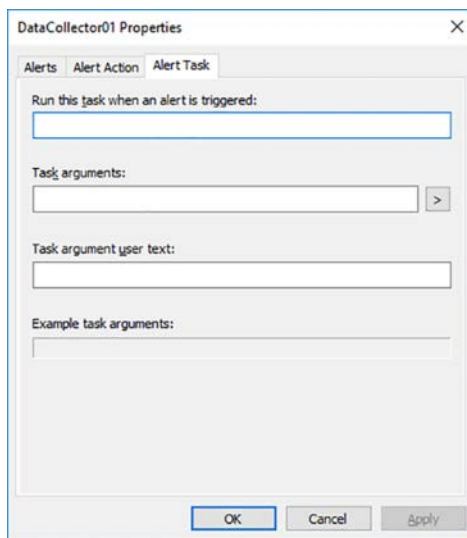 DataCollector01 Properties
Alerts Alert Action Alert Task
Run this task when an alert is triggered:
Task arguments:
>
Task argument user text:
Example task arguments:
OK Cancel Apply